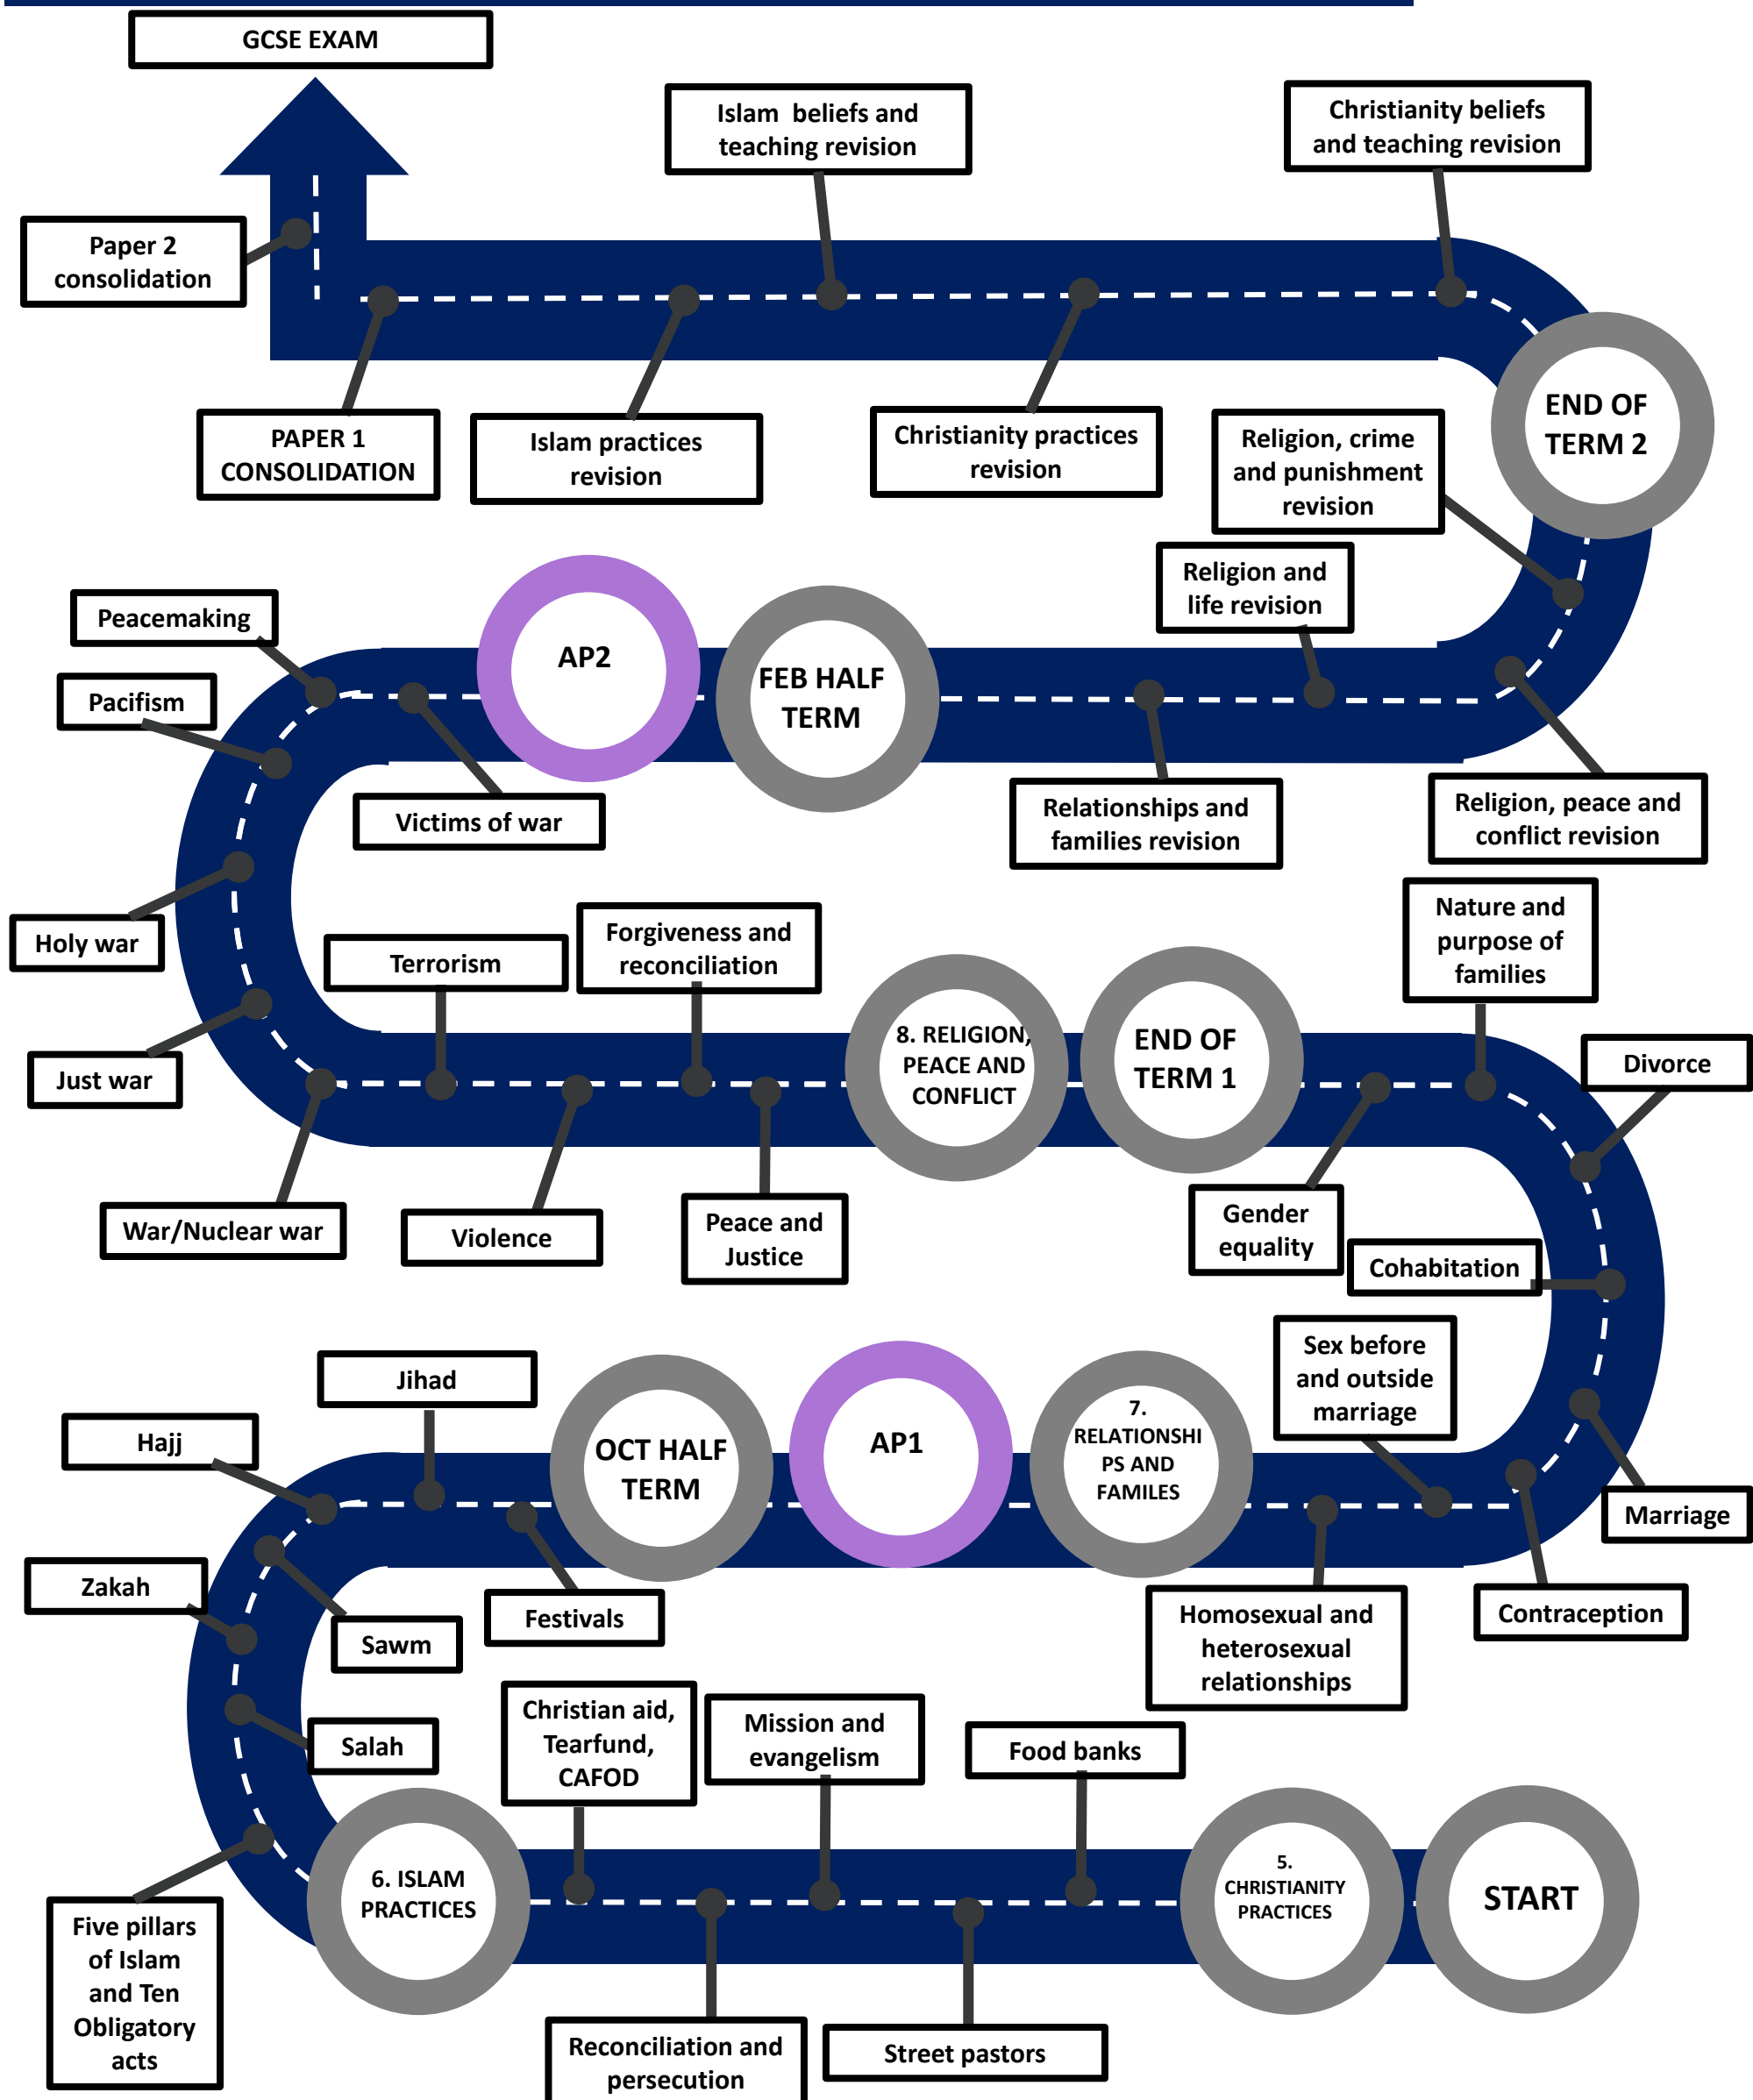 GCSE EXAM
Islam beliefs and
teaching revision
Christianity beliefs
and teaching revision
Paper 2
consolidation
PAPER 1
CONSOLIDATION
Islam practices
revision
Christianity practices
revision
Religion, crime
and punishment
revision
END OF
TERM 2
Religion and
life revision
Peacemaking
AP2
FEB HALF
TERM
Pacifism
Victims of war
Relationships and
families revision
Religion, peace and
conflict revision
Holy war
Terrorism
Forgiveness and
reconciliation
Nature and
purpose of
families
8. RELIGION,
PEACE AND
CONFLICT
END OF
TERM 1
Divorce
Just war
War/Nuclear war
Violence
Peace and
Justice
Gender
equality
Cohabitation
Sex before
and outside
marriage
Jihad
Hajj
OCT HALF
TERM
AP1
7.
RELATIONSHI
PS AND
FAMILES
Marriage
Zakah
Sawm
Festivals
Homosexual and
heterosexual
relationships
Contraception
Salah
Christian aid,
Tearfund,
CAFOD
Mission and
evangelism
Food banks
6. ISLAM
PRACTICES
5.
CHRISTIANITY
PRACTICES
START
Five pillars
of Islam
and Ten
Obligatory
acts
Reconciliation and
persecution
Street pastors